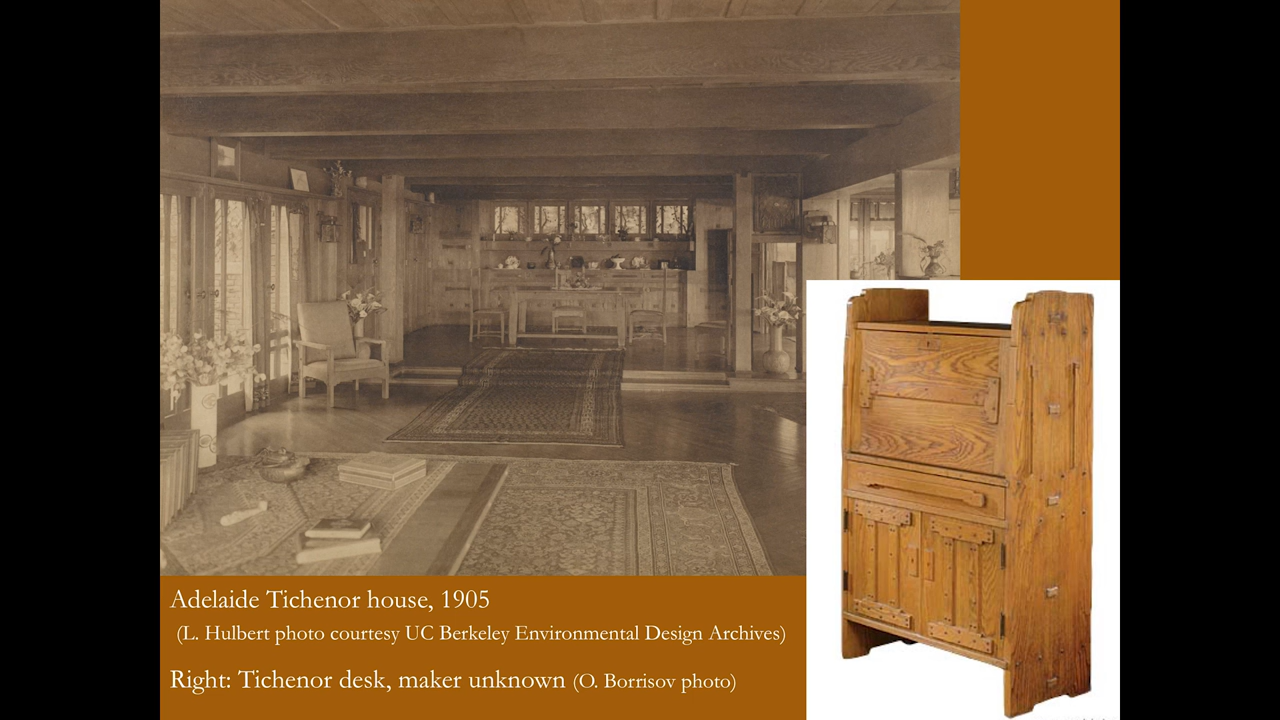 Adelaide Tichenor house, 1905
(L. Hulbert photo courtesy UC Berkeley Environmental Design Archives)
Right: Tichenor desk, maker unknown (O. Borrisov photo)